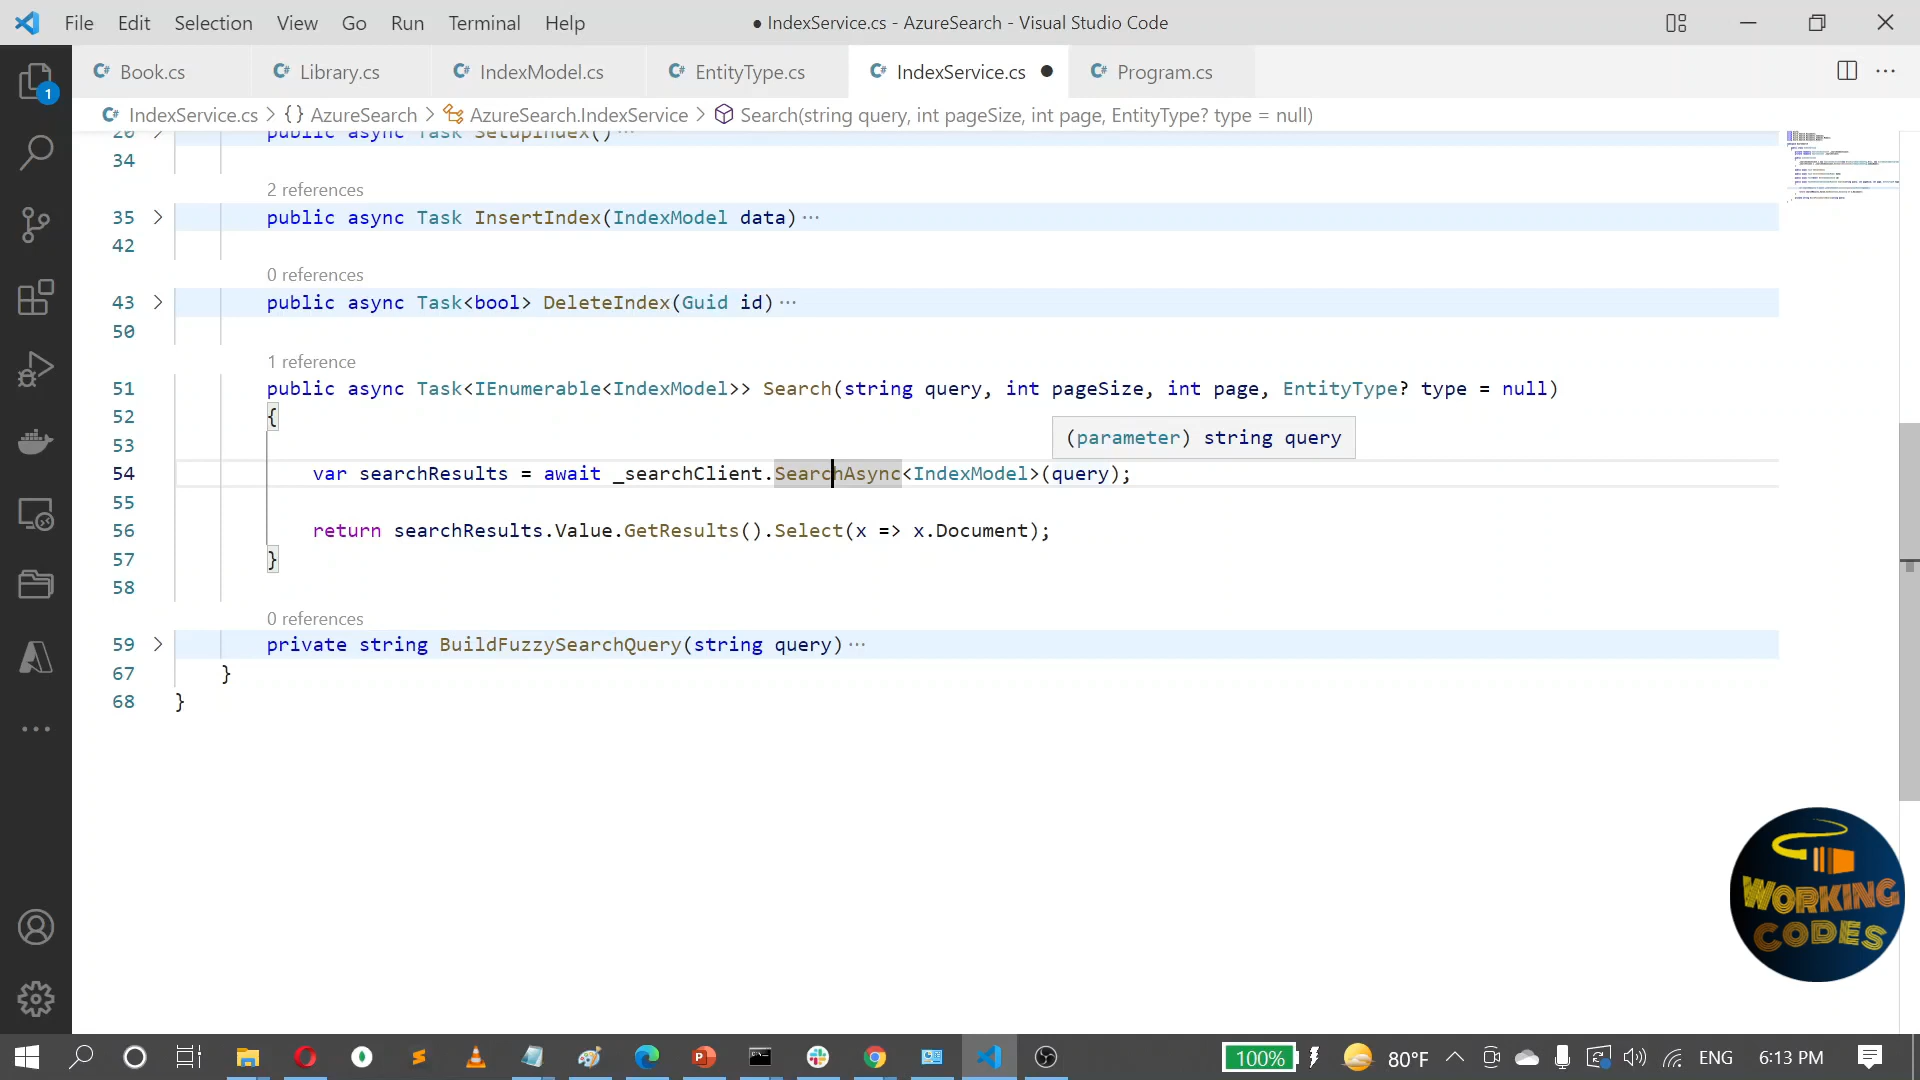 File Edit Selection View Go Run Terminal Help ● IndexService.cs - AzureSearch - Visual Studio Code
1
C# Book.cs C# Library.cs C# IndexModel.cs C# EntityType.cs C# IndexService.cs ● C# Program.cs
C# IndexService.cs > {} AzureSearch > AzureSearch.IndexService > Search(string query, int pageSize, int page, EntityType? type = null)
20 > public async Task SetupIndex()···
34
2 references
35 > public async Task InsertIndex(IndexModel data)···
42
0 references
43 > public async Task<bool> DeleteIndex(Guid id)···
50
1 reference
51 public async Task<IEnumerable<IndexModel>> Search(string query, int pageSize, int page, EntityType? type = null)
52 {
53 (parameter) string query
54 var searchResults = await _searchClient.SearchAsync<IndexModel>(query);
55
56 return searchResults.Value.GetResults().Select(x => x.Document);
57 }
58
0 references
59 > private string BuildFuzzySearchQuery(string query)···
67 }
68 }
WORKING
CODES
100% 80°F ENG 6:13 PM